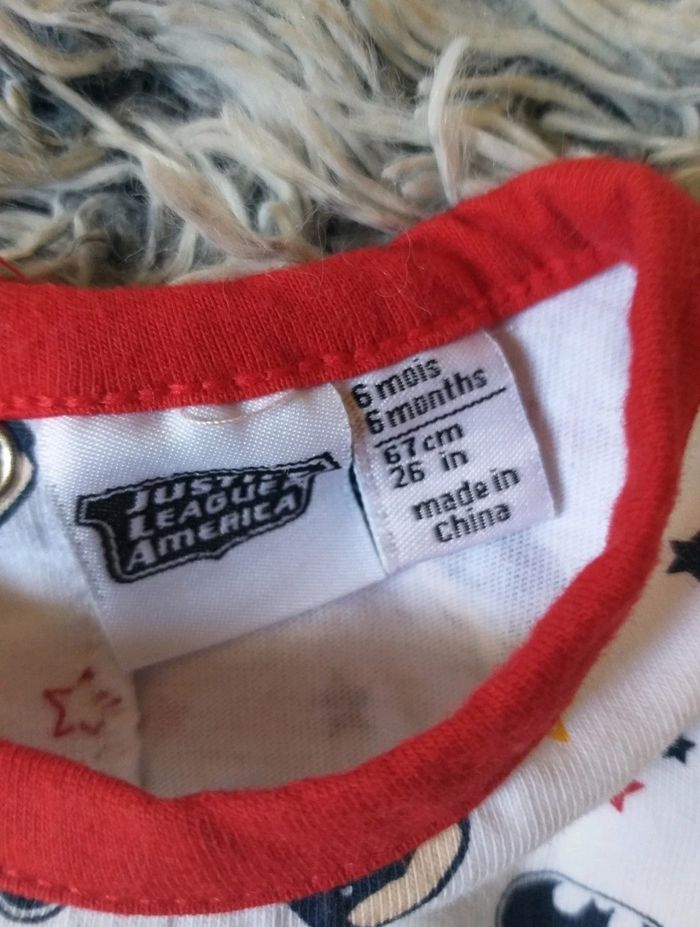 JUSTICE
LEAGUE
AMERICA
6 mois
6 months
67 cm
26 in
made in
China